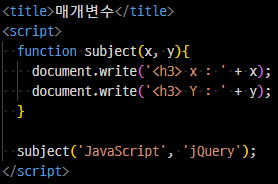 <title>매개변수</title>
<script>
  function subject(x, y){
    document.write('<h3> x : ' + x);
    document.write('<h3> Y : ' + y);
  }

  subject('JavaScript', 'jQuery');
</script>